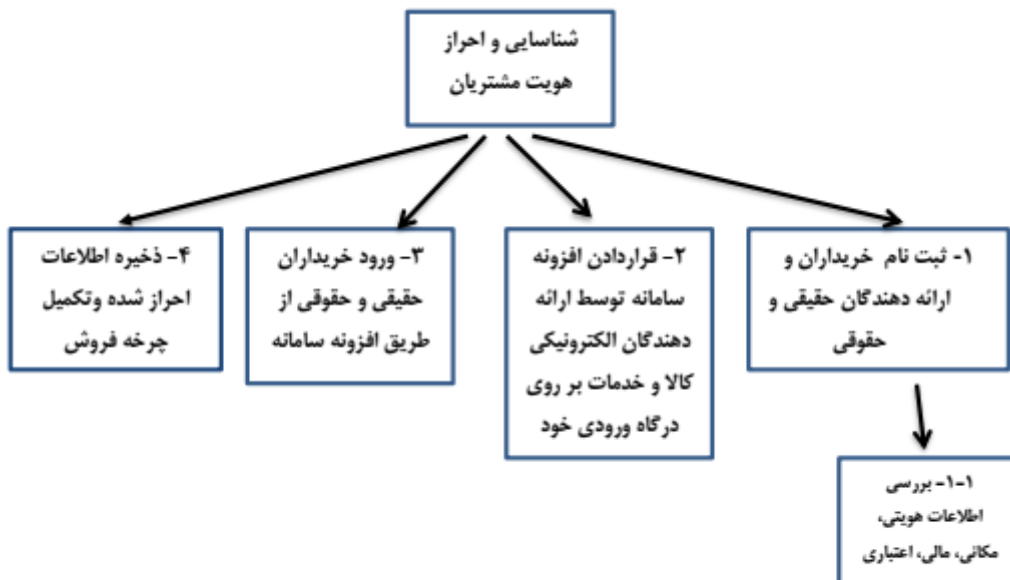 شناسایی و احراز
هویت مشتریان
۱- ثبت نام خریداران و
ارائه دهندگان حقیقی و
حقوقی
۲- قراردادن افزونه
سامانه توسط ارائه
دهندگان الکترونیکی
کالا و خدمات بر روی
درگاه ورودی خود
۳- ورود خریداران
حقیقی و حقوقی از
طریق افزونه سامانه
۴- ذخیره اطلاعات
احراز شده وتکمیل
چرخه فروش
۱-۱- بررسی
اطلاعات هویتی،
مکانی، مالی، اعتباری